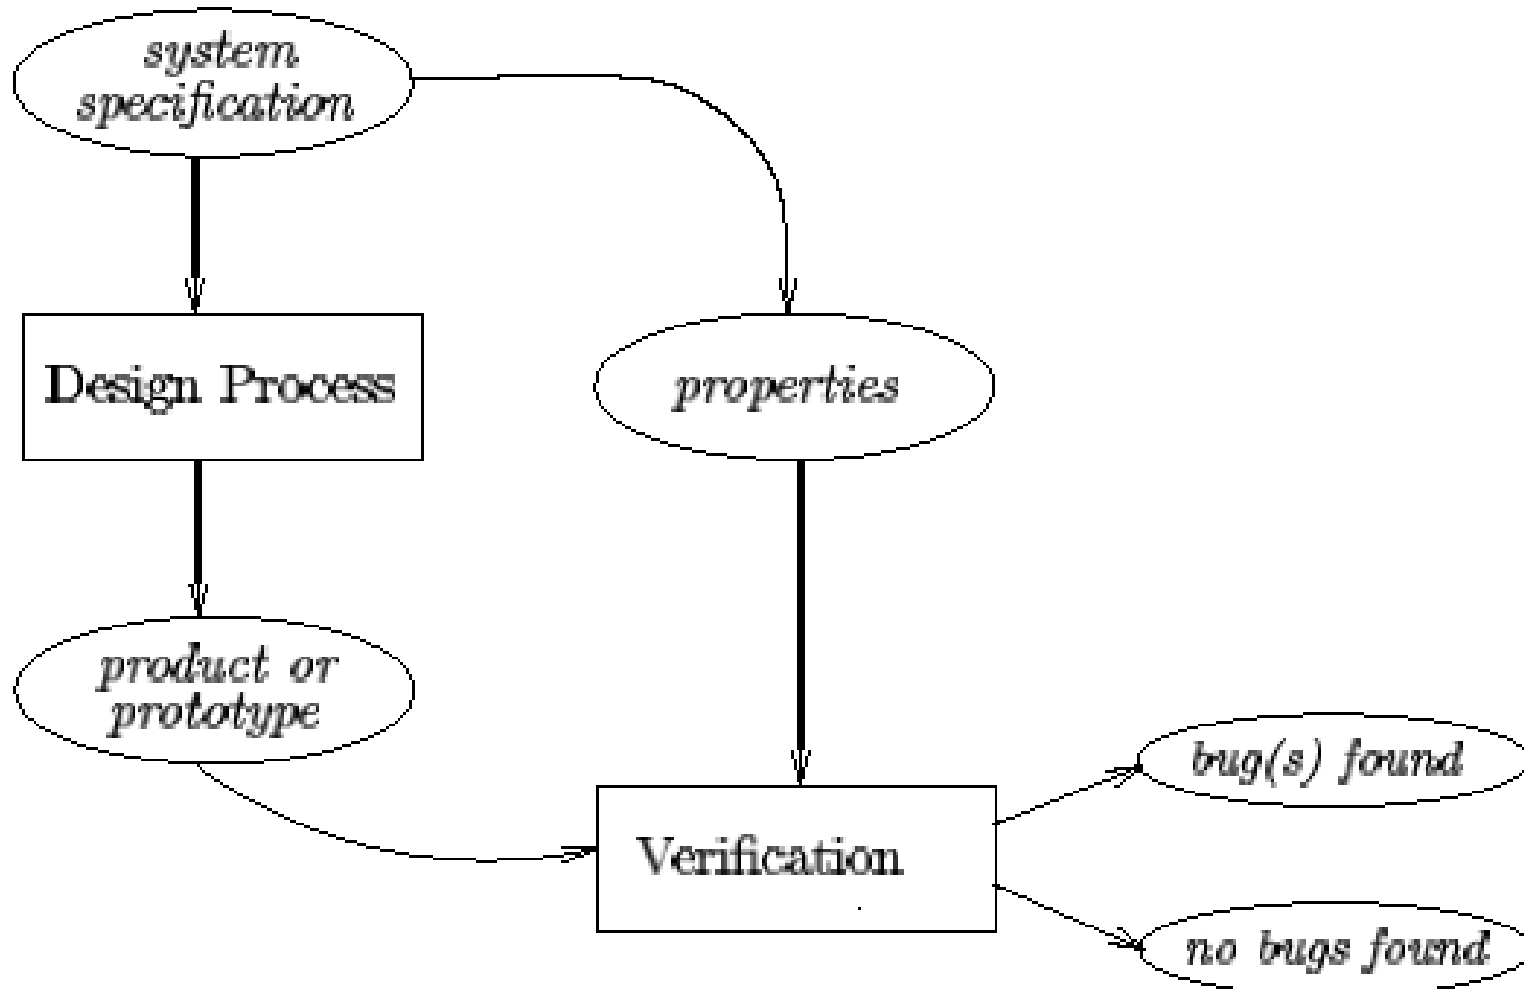 system
specification
Design Process
properties
product or
prototype
bug(s) found
Verification
no bugs found